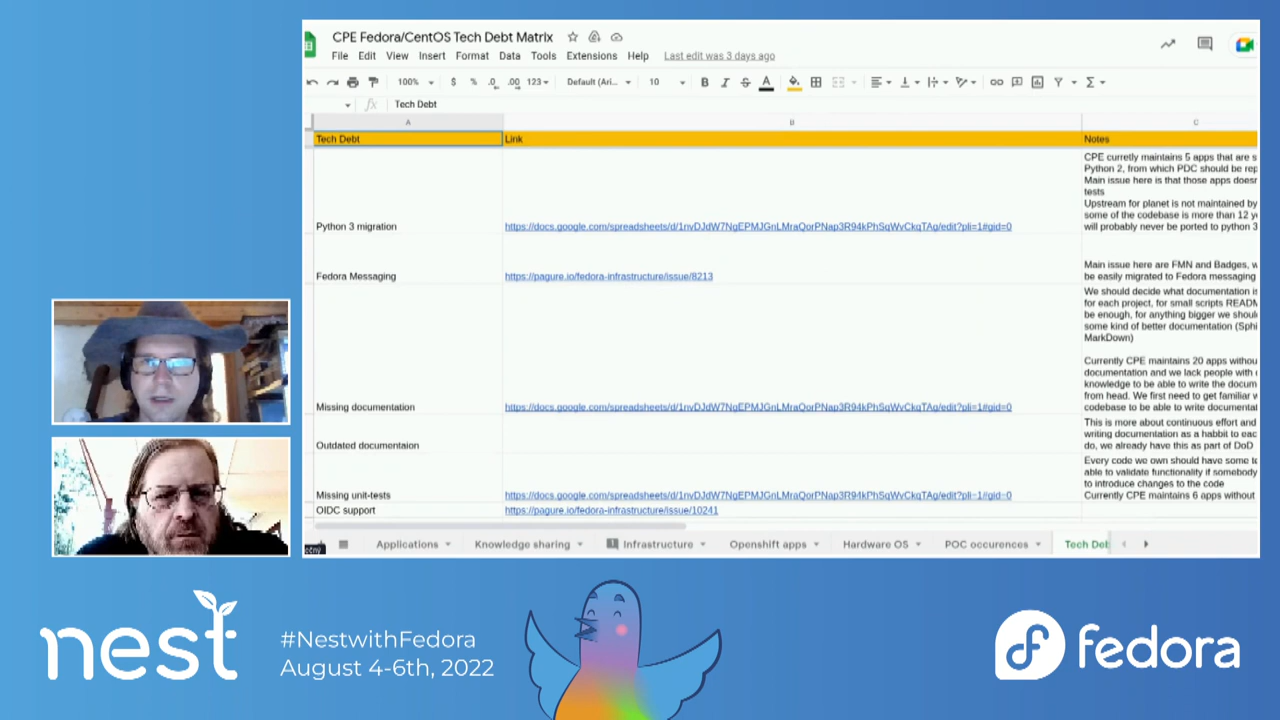 CPE Fedora/CentOS Tech Debt Matrix
File Edit View Insert Format Data Tools Extensions Help Last edit was 3 days ago
100% $ % .0 .00 123 Default (Ari... 10 B I S A
fx Tech Debt
A B C
Tech Debt Link Notes
CPE curretly maintains 5 apps that are s
Python 2, from which PDC should be rep
Main issue here is that those apps doesn
tests
Upstream for planet is not maintained by
some of the codebase is more than 12 y
will probably never be ported to python 3
Python 3 migration https://docs.google.com/spreadsheets/d/1nvDJdW7NgEPMJGnLMraQorPNap3R94kPhSqWvCkqTAg/edit?pli=1#gid=0
Main issue here are FMN and Badges, w
be easily migrated to Fedora messaging
Fedora Messaging https://pagure.io/fedora-infrastructure/issue/8213
We should decide what documentation is
for each project, for small scripts READM
be enough, for anything bigger we shoul
some kind of better documentation (Sphi
MarkDown)
Currently CPE maintains 20 apps withou
documentation and we lack people with
knowledge to be able to write the docum
from head. We first need to get familiar w
codebase to be able to write documentat
Missing documentation https://docs.google.com/spreadsheets/d/1nvDJdW7NgEPMJGnLMraQorPNap3R94kPhSqWvCkqTAg/edit?pli=1#gid=0
This is more about continuous effort and
writing documentation as a habbit to eac
do, we already have this as part of DoD
Outdated documentaion
Every code we own should have some te
able to validate functionality if somebody
to introduce changes to the code
Currently CPE maintains 6 apps without
Missing unit-tests https://docs.google.com/spreadsheets/d/1nvDJdW7NgEPMJGnLMraQorPNap3R94kPhSqWvCkqTAg/edit?pli=1#gid=0
OIDC support https://pagure.io/fedora-infrastructure/issue/10241
Applications Knowledge sharing Infrastructure Openshift apps Hardware OS POC occurences Tech Deb
nest
#NestwithFedora
August 4-6th, 2022
fedora